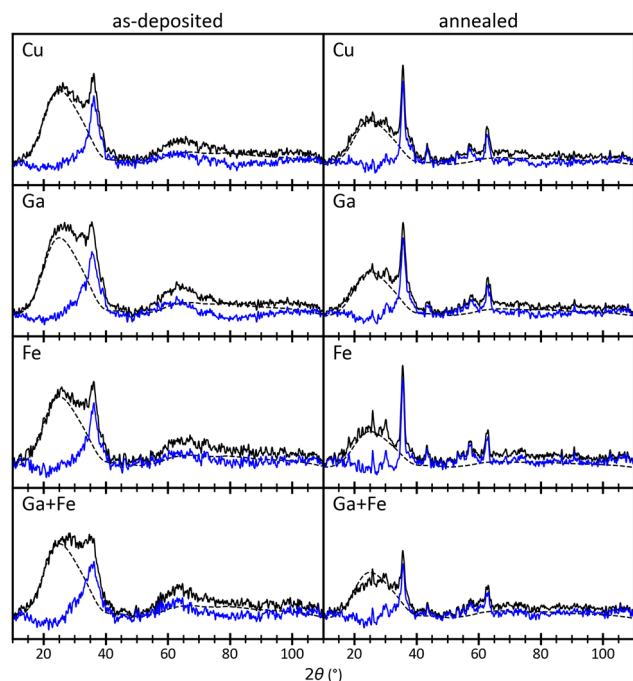 as-deposited annealed
Cu Cu
Ga Ga
Fe Fe
Ga+Fe Ga+Fe
20 40 60 80 100 20 40 60 80 100
2θ (°)